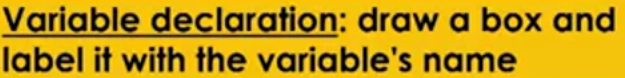 Variable declaration: draw a box and
label it with the variable's name